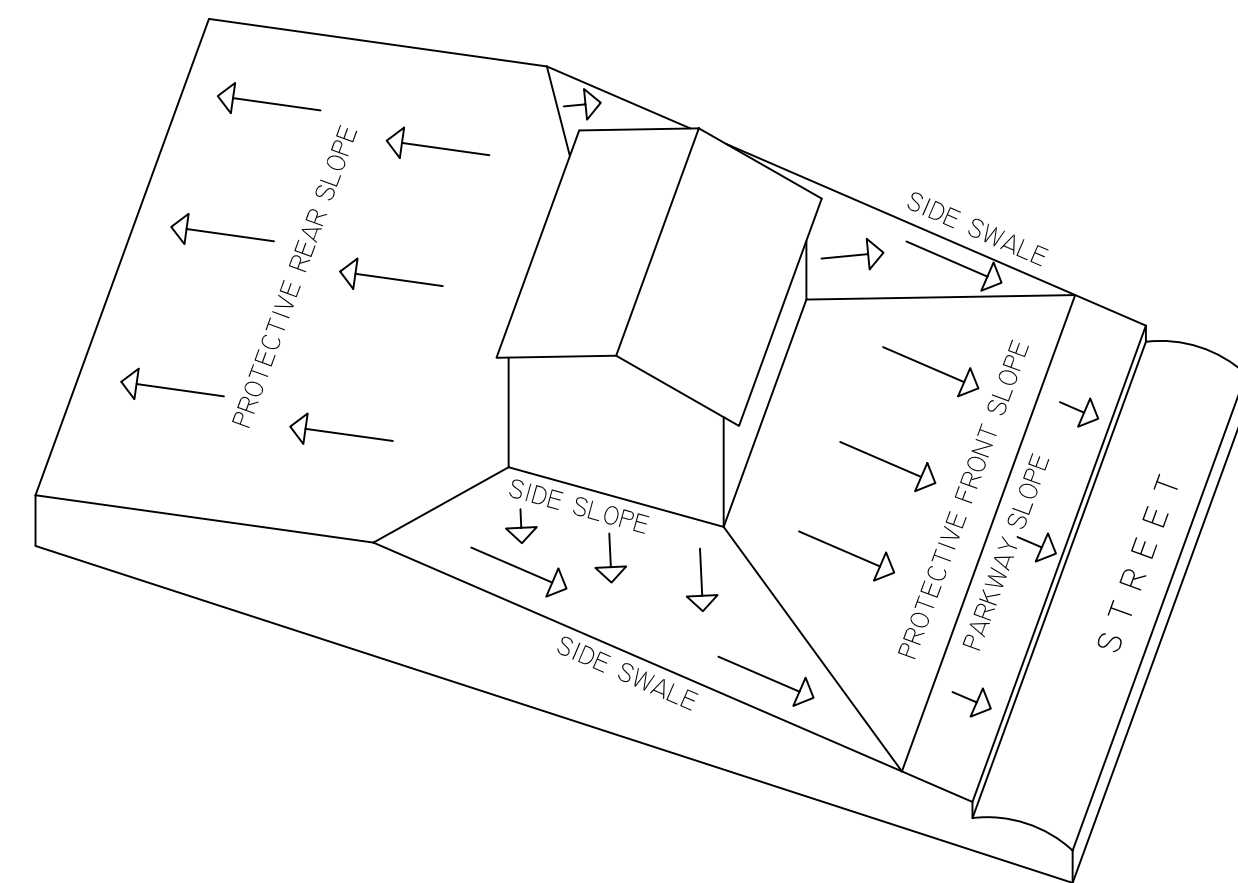 PROTECTIVE REAR SLOPE
SIDE SWALE
SIDE SLOPE
PROTECTIVE FRONT SLOPE
PARKWAY SLOPE
STREET
SIDE SWALE